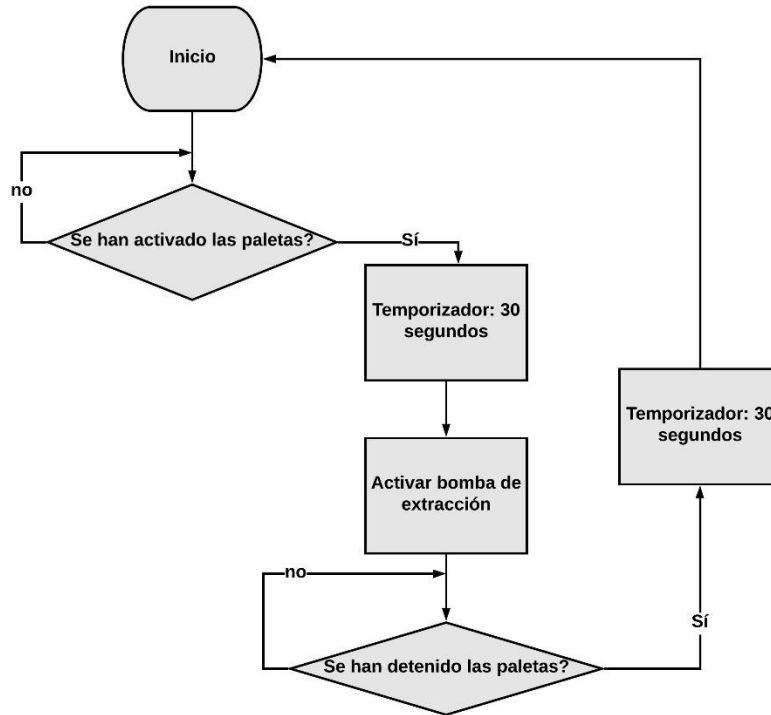 Inicio
no
Se han activado las paletas?
Sí
Temporizador: 30
segundos
Temporizador: 30
segundos
Activar bomba de
extracción
no
Sí
Se han detenido las paletas?